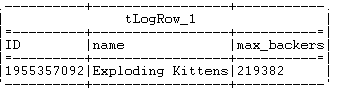 tLogRow_1
ID|name|max_backers
1955357092|Exploding Kittens|219382